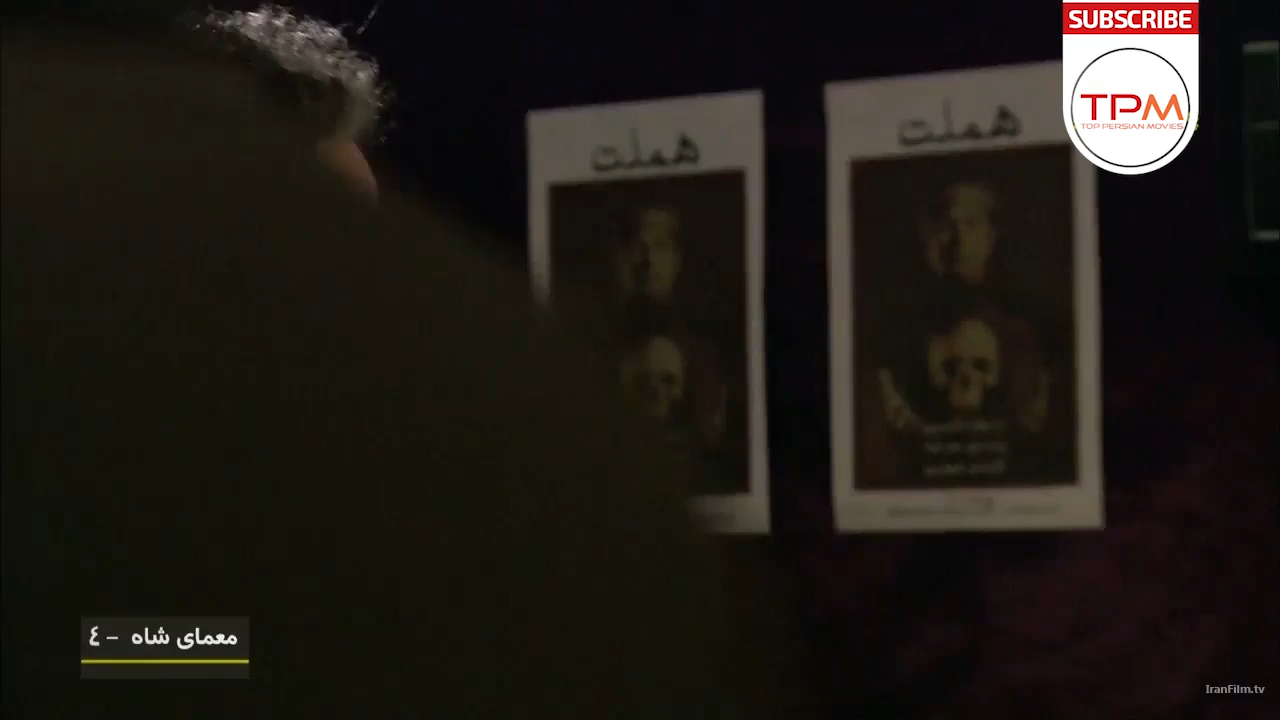 SUBSCRIBE
TPM
TOP PERSIAN MOVIES
هملت
هملت
معمای شاه - ٤
IranFilm.tv